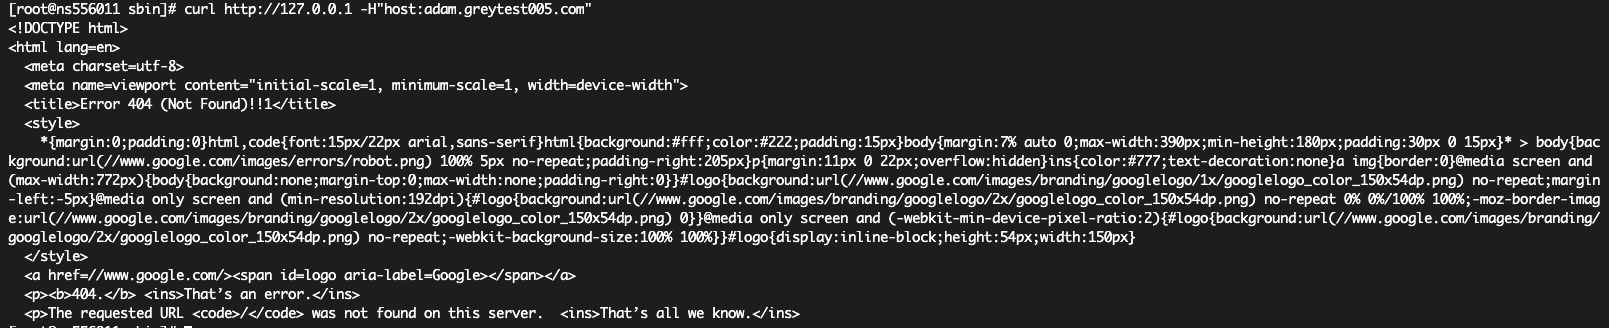 [root@ns556011 sbin]# curl http://127.0.0.1 -H"host:adam.greytest005.com"
<!DOCTYPE html>
<html lang=en>
  <meta charset=utf-8>
  <meta name=viewport content="initial-scale=1, minimum-scale=1, width=device-width">
  <title>Error 404 (Not Found)!!1</title>
  <style>
    *{margin:0;padding:0}html,code{font:15px/22px arial,sans-serif}html{background:#fff;color:#222;padding:15px}body{margin:7% auto 0;max-width:390px;min-height:180px;padding:30px 0 15px}* > body{bac
kground:url(//www.google.com/images/errors/robot.png) 100% 5px no-repeat;padding-right:205px}p{margin:11px 0 22px;overflow:hidden}ins{color:#777;text-decoration:none}a img{border:0}@media screen and
(max-width:772px){body{background:none;margin-top:0;max-width:none;padding-right:0}}#logo{background:url(//www.google.com/images/branding/googlelogo/1x/googlelogo_color_150x54dp.png) no-repeat;margin
-left:-5px}@media only screen and (min-resolution:192dpi){#logo{background:url(//www.google.com/images/branding/googlelogo/2x/googlelogo_color_150x54dp.png) no-repeat 0% 0%/100% 100%;-moz-border-imag
e:url(//www.google.com/images/branding/googlelogo/2x/googlelogo_color_150x54dp.png) 0}}@media only screen and (-webkit-min-device-pixel-ratio:2){#logo{background:url(//www.google.com/images/branding/
googlelogo/2x/googlelogo_color_150x54dp.png) no-repeat;-webkit-background-size:100% 100%}}#logo{display:inline-block;height:54px;width:150px}
  </style>
  <a href=//www.google.com/><span id=logo aria-label=Google></span></a>
  <p><b>404.</b> <ins>That’s an error.</ins>
  <p>The requested URL <code>/</code> was not found on this server.  <ins>That’s all we know.</ins>
[root@ns556011 sbin]#